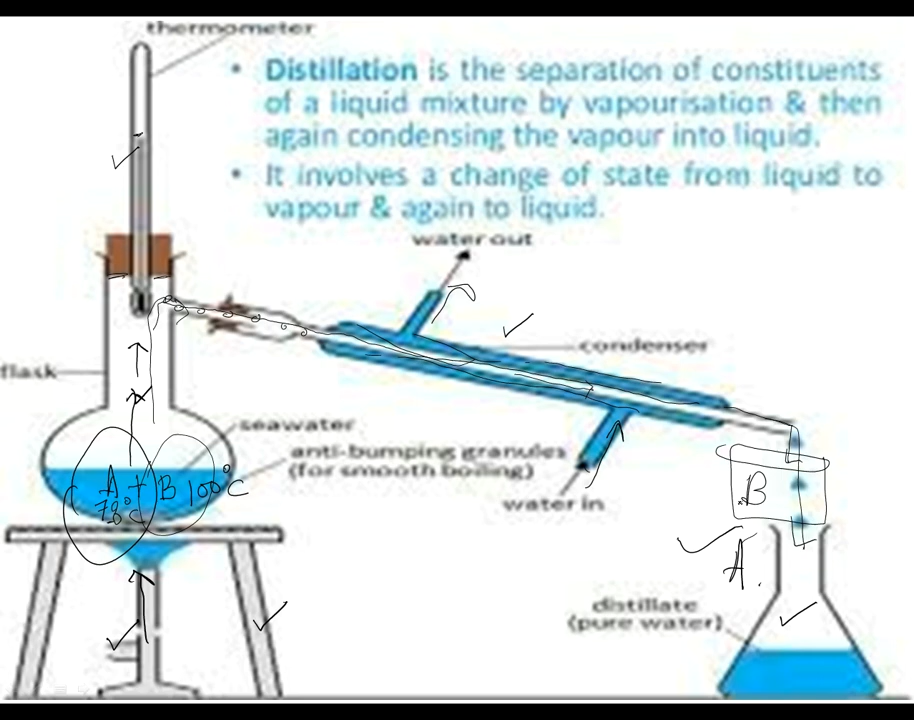 thermometer
• Distillation is the separation of constituents
of a liquid mixture by vapourisation & then
again condensing the vapour into liquid.
• It involves a change of state from liquid to
vapour & again to liquid.
water out
condenser
flask
seawater
anti-bumping granules
(for smooth boiling)
A + B 100°C
78°C
water in
B
A.
distillate
(pure water)